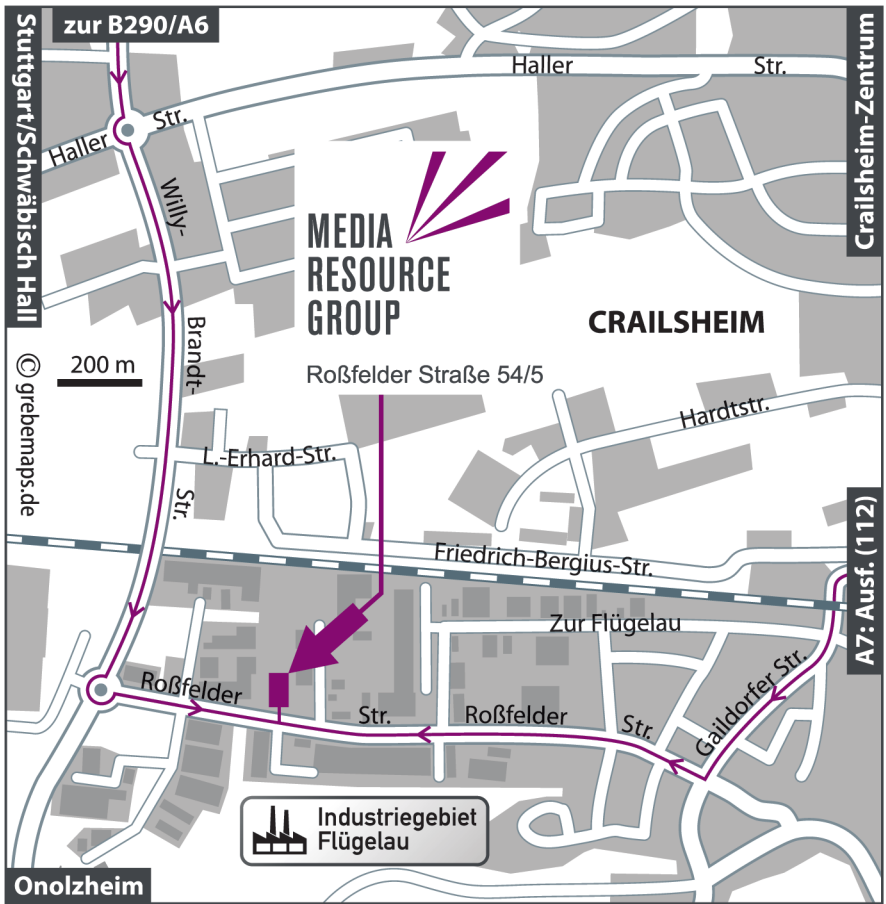 zur B290/A6
Stuttgart/Schwäbisch Hall
Crailsheim-Zentrum
Haller
Str.
Haller
Str.
Willy-
Brandt-
Str.
MEDIA
RESOURCE
GROUP
CRAILSHEIM
Roßfelder Straße 54/5
200 m
© grebemaps.de
Hardtstr.
L.-Erhard-Str.
Friedrich-Bergius-Str.
A7: Ausf. (112)
Zur Flügelau
Gaildorfer Str.
Roßfelder
Str.
Roßfelder
Str.
Industriegebiet
Flügelau
Onolzheim